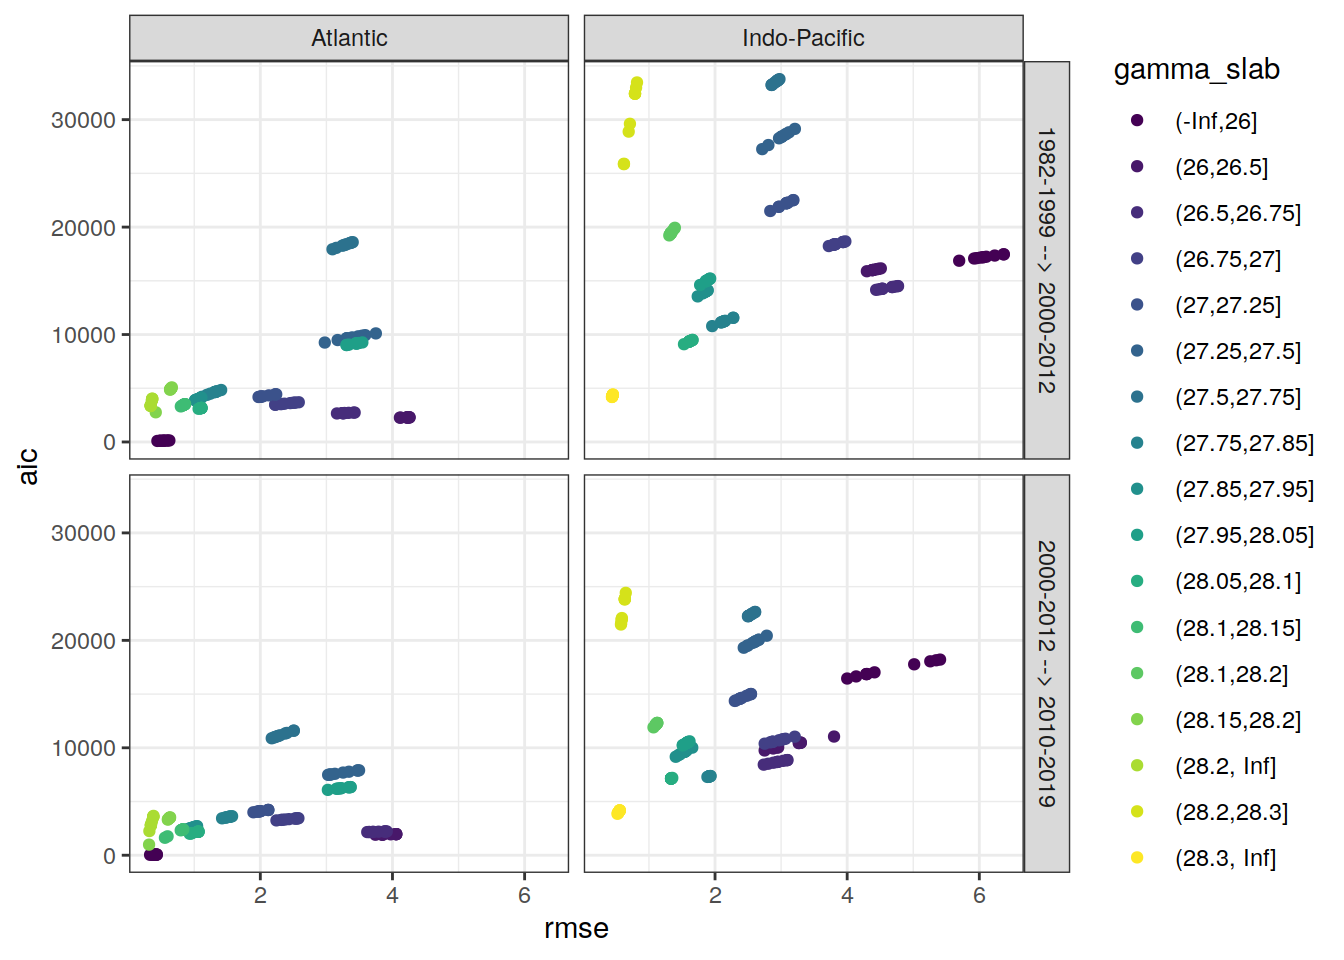 Atlantic
Indo-Pacific
30000
20000
10000
0
1982-1999 --> 2000-2012
30000
20000
10000
0
2000-2012 --> 2010-2019
2
4
6
2
4
6
rmse
aic
gamma_slab
(-Inf,26]
(26,26.5]
(26.5,26.75]
(26.75,27]
(27,27.25]
(27.25,27.5]
(27.5,27.75]
(27.75,27.85]
(27.85,27.95]
(27.95,28.05]
(28.05,28.1]
(28.1,28.15]
(28.1,28.2]
(28.15,28.2]
(28.2, Inf]
(28.2,28.3]
(28.3, Inf]